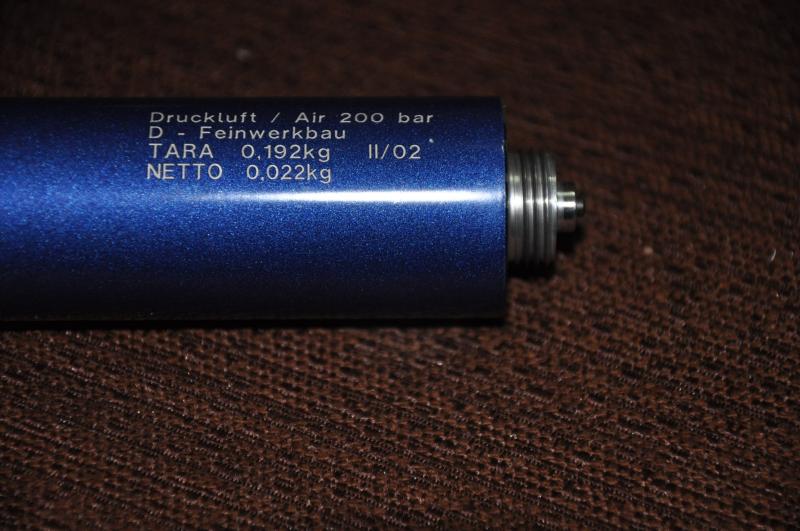 Druckluft / Air 200 bar
D - Feinwerkbau
TARA 0,192kg II/02
NETTO 0,022kg